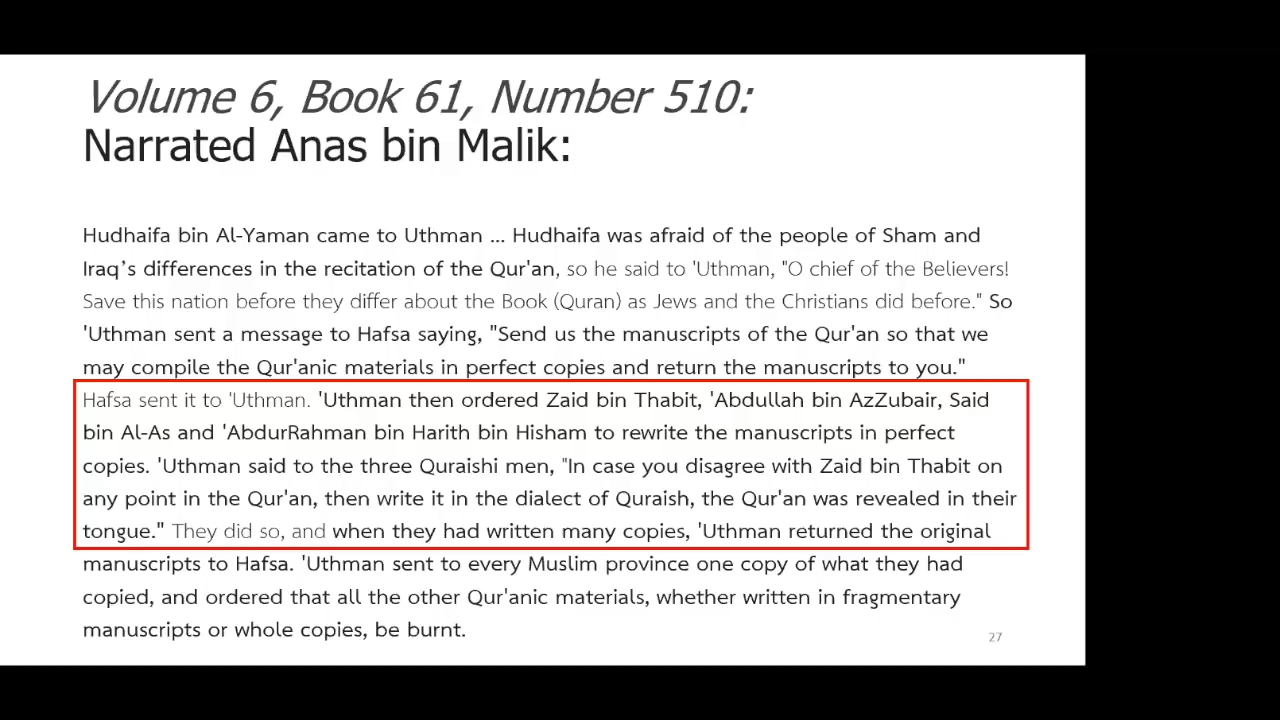 Volume 6, Book 61, Number 510:
Narrated Anas bin Malik:
Hudhaifa bin Al-Yaman came to Uthman ... Hudhaifa was afraid of the people of Sham and
Iraq’s differences in the recitation of the Qur'an, so he said to 'Uthman, "O chief of the Believers!
Save this nation before they differ about the Book (Quran) as Jews and the Christians did before." So
'Uthman sent a message to Hafsa saying, "Send us the manuscripts of the Qur'an so that we
may compile the Qur'anic materials in perfect copies and return the manuscripts to you."
Hafsa sent it to 'Uthman. 'Uthman then ordered Zaid bin Thabit, 'Abdullah bin AzZubair, Said
bin Al-As and 'AbdurRahman bin Harith bin Hisham to rewrite the manuscripts in perfect
copies. 'Uthman said to the three Quraishi men, "In case you disagree with Zaid bin Thabit on
any point in the Qur'an, then write it in the dialect of Quraish, the Qur'an was revealed in their
tongue." They did so, and when they had written many copies, 'Uthman returned the original
manuscripts to Hafsa. 'Uthman sent to every Muslim province one copy of what they had
copied, and ordered that all the other Qur'anic materials, whether written in fragmentary
manuscripts or whole copies, be burnt.
27